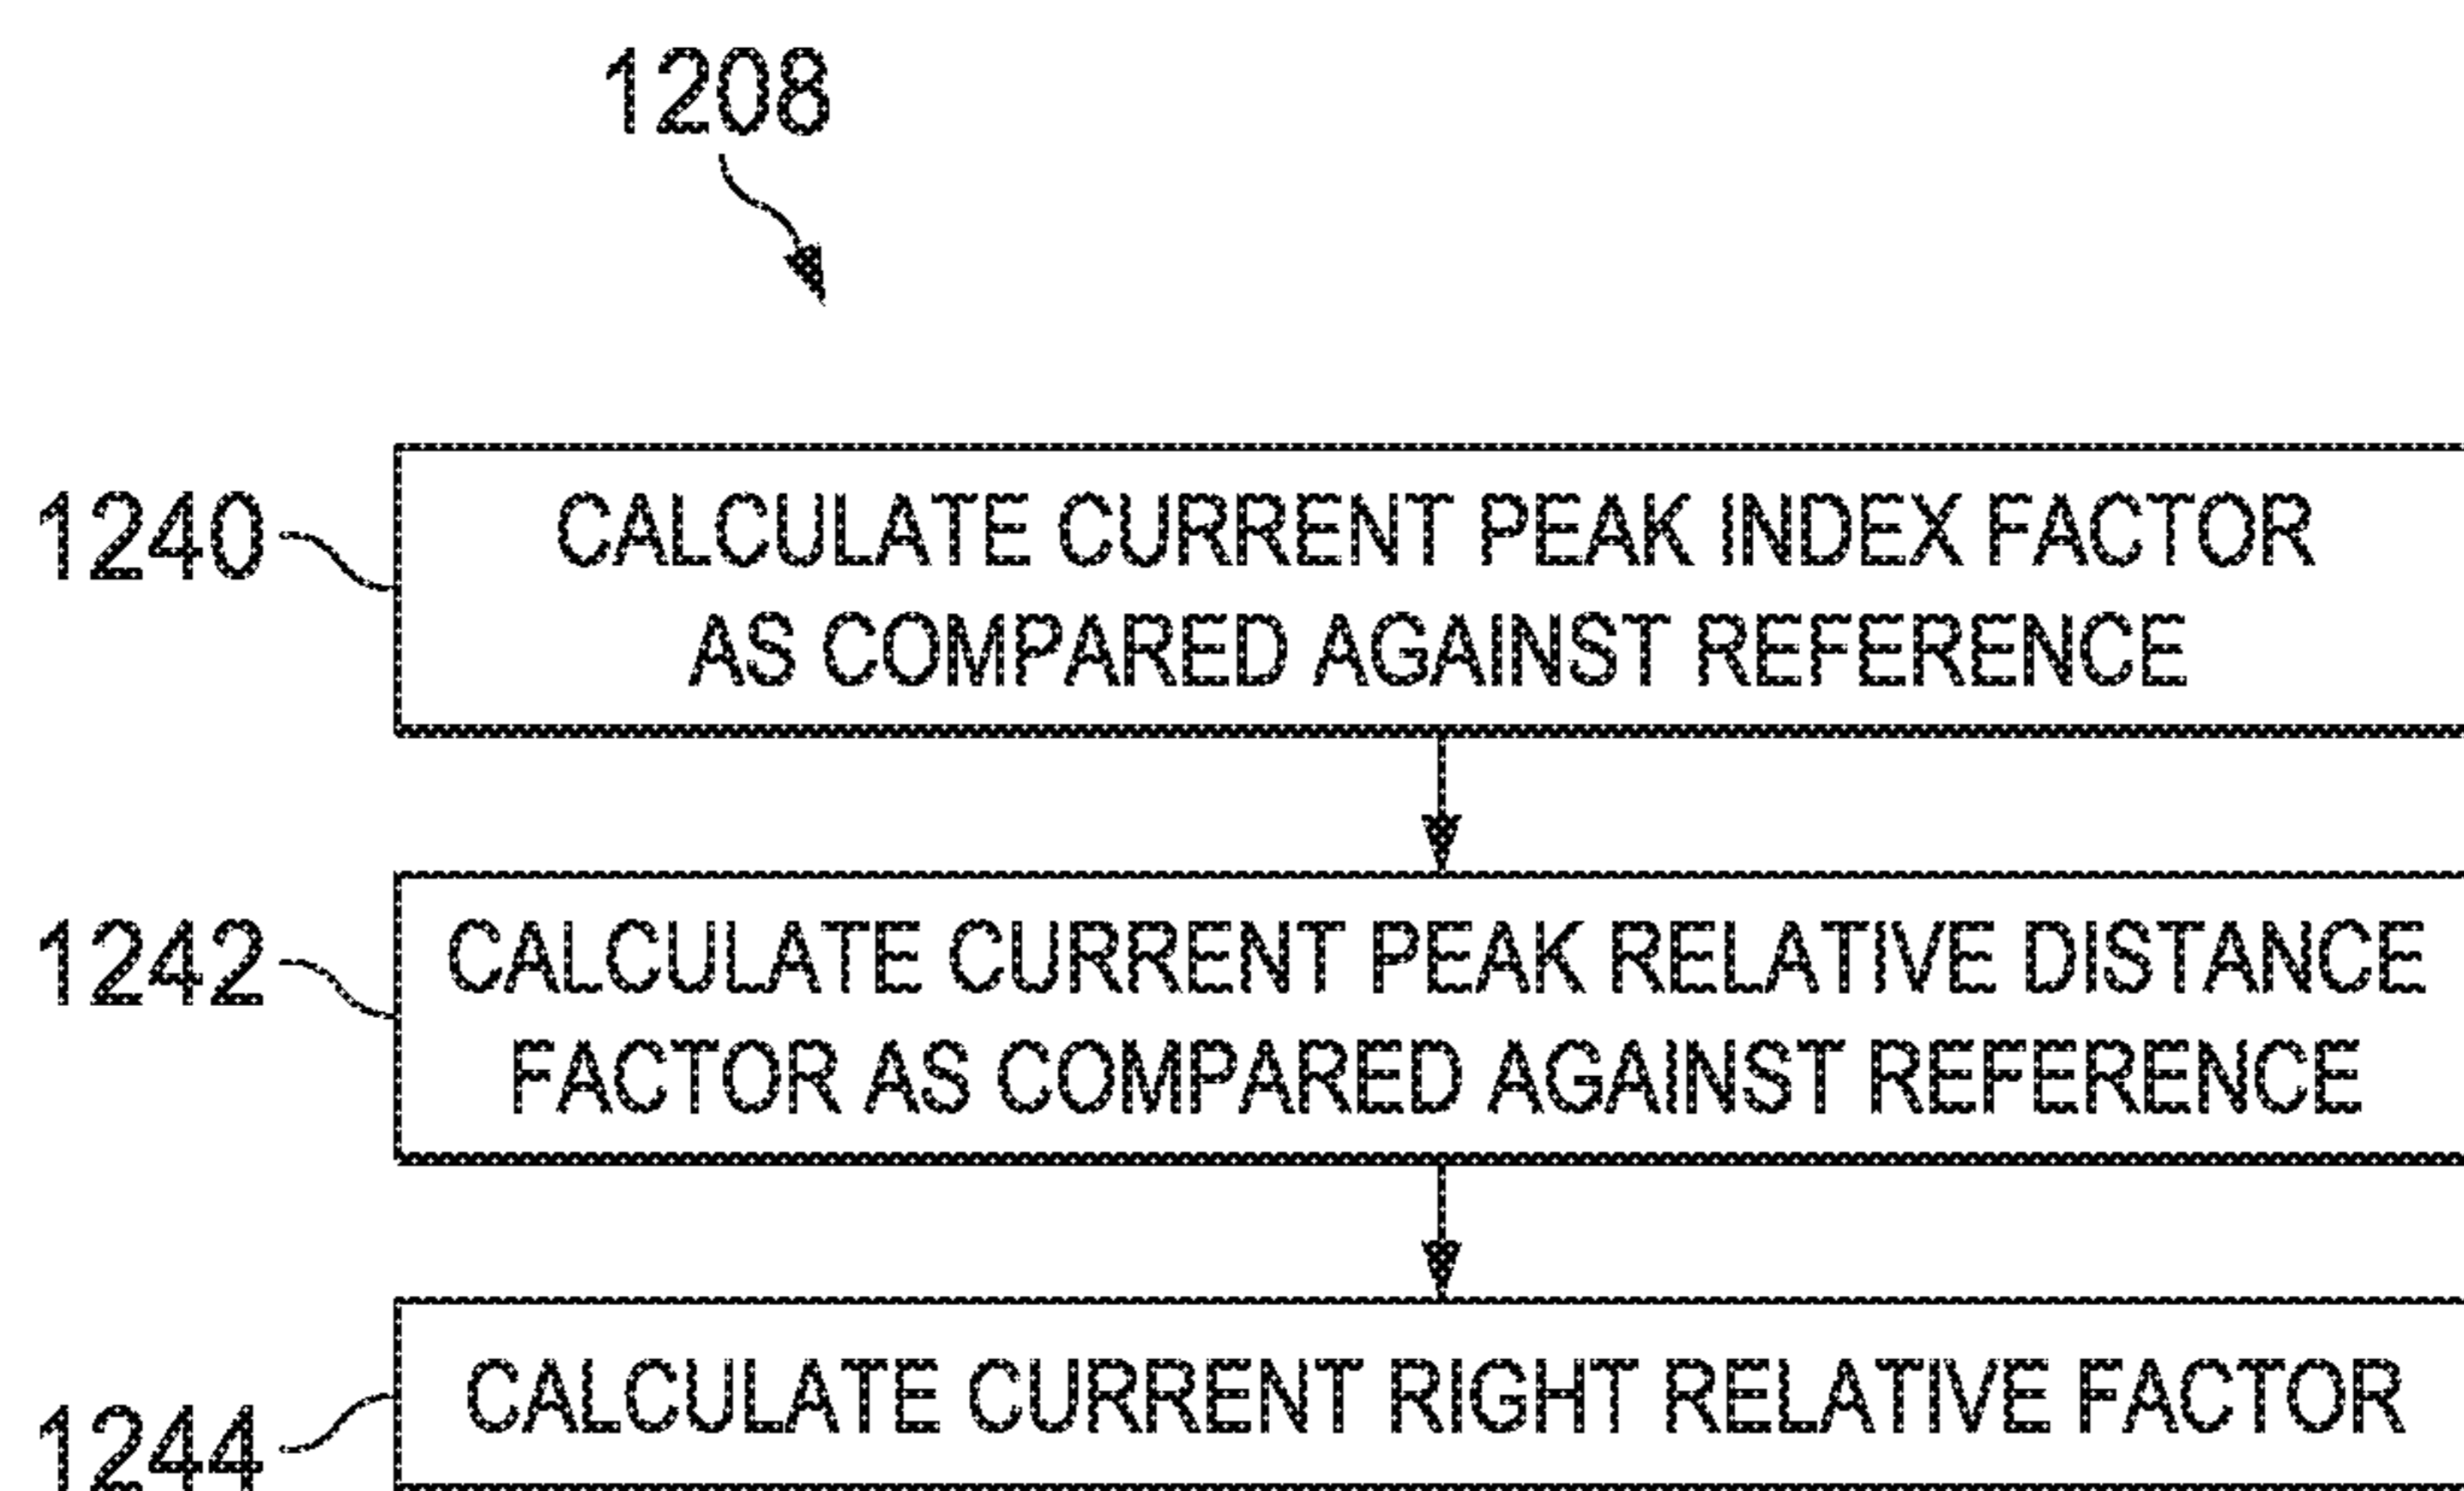 1208
1240
CALCULATE CURRENT PEAK INDEX FACTOR
AS COMPARED AGAINST REFERENCE
1242
CALCULATE CURRENT PEAK RELATIVE DISTANCE
FACTOR AS COMPARED AGAINST REFERENCE
1244
CALCULATE CURRENT RIGHT RELATIVE FACTOR